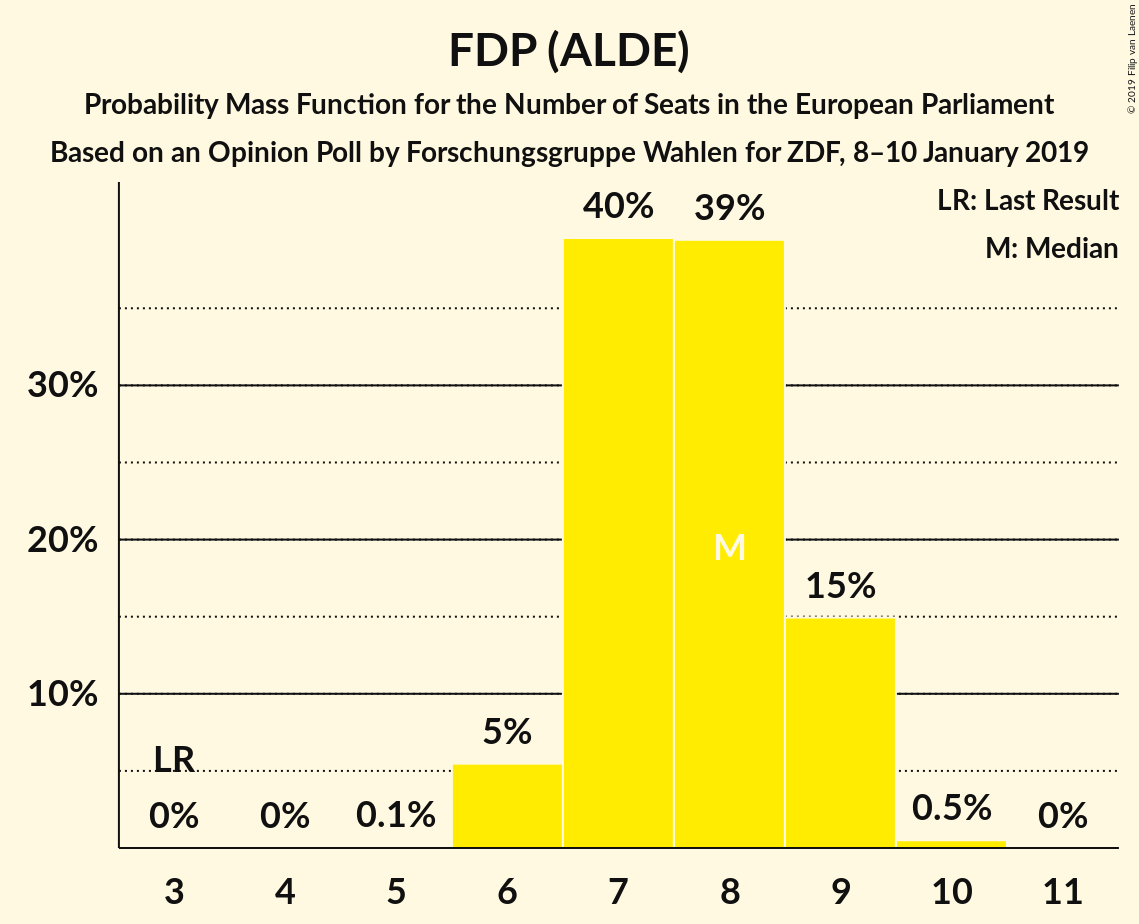 FDP (ALDE)
Probability Mass Function for the Number of Seats in the European Parliament
Based on an Opinion Poll by Forschungsgruppe Wahlen for ZDF, 8–10 January 2019
© 2019 Filip van Laenen
LR: Last Result
M: Median
40% 39%
30%
20%
M
15%
10%
5%
LR
0% 0% 0.1% 0.5% 0%
3 4 5 6 7 8 9 10 11